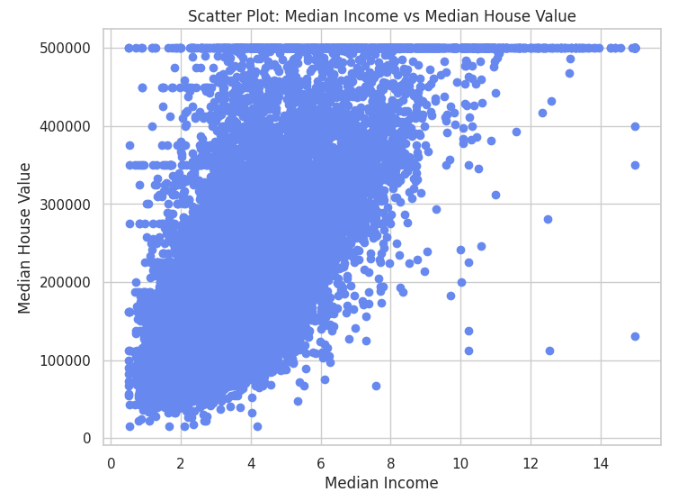 Scatter Plot: Median Income vs Median House Value
500000
400000
300000
200000
100000
0
Median House Value
0 2 4 6 8 10 12 14
Median Income